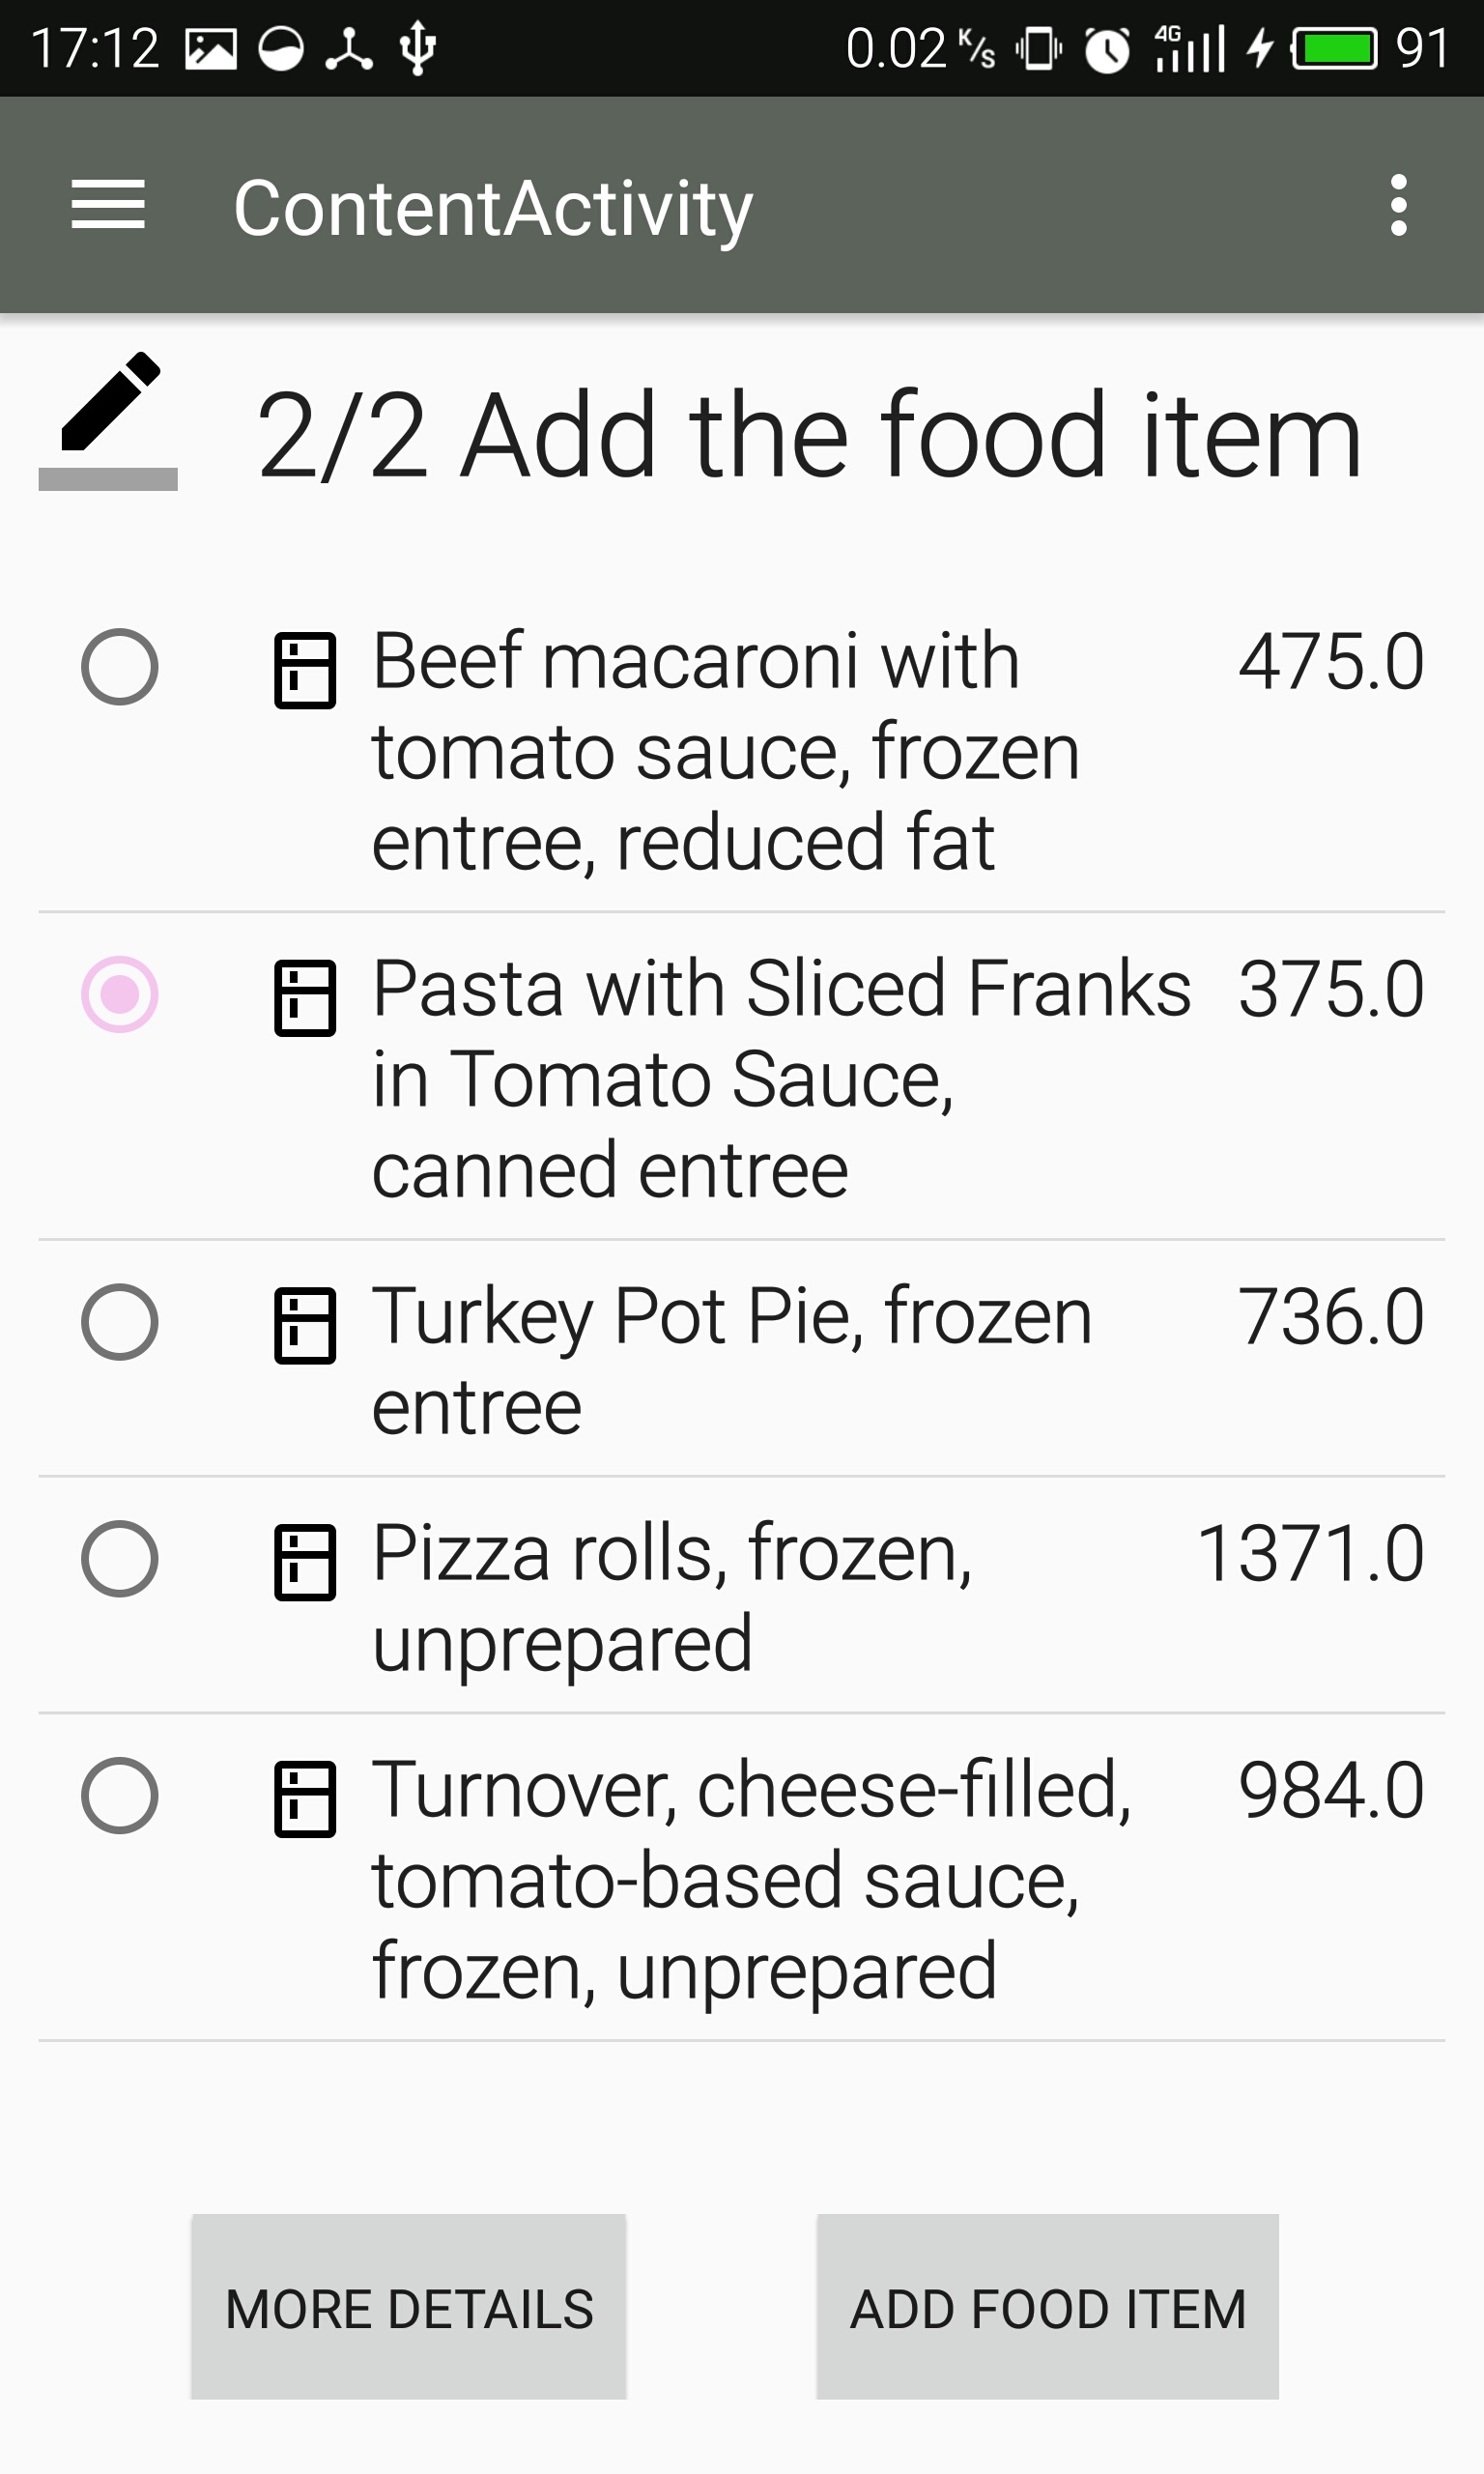 17:12 0.02 K/s 4G 91
ContentActivity
2/2 Add the food item
Beef macaroni with 475.0
tomato sauce, frozen
entree, reduced fat
Pasta with Sliced Franks 375.0
in Tomato Sauce,
canned entree
Turkey Pot Pie, frozen 736.0
entree
Pizza rolls, frozen, 1371.0
unprepared
Turnover, cheese-filled, 984.0
tomato-based sauce,
frozen, unprepared
MORE DETAILS ADD FOOD ITEM